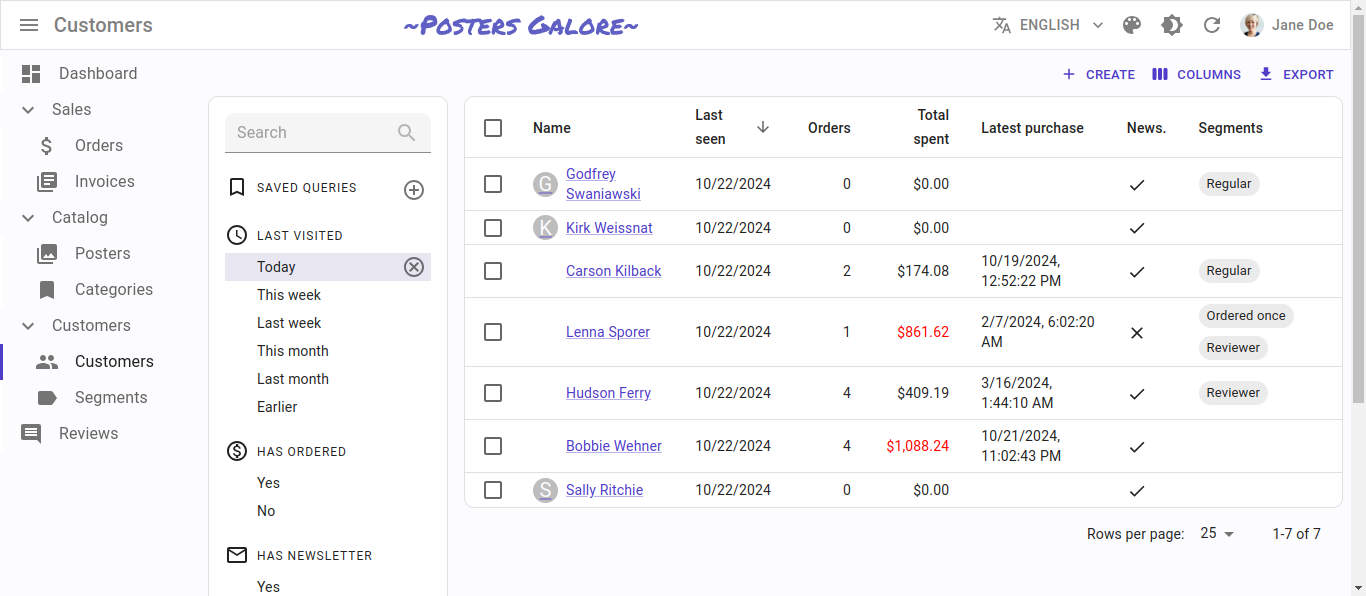 Customers
~Posters Galore~
ENGLISH
Jane Doe
Dashboard
Sales
Orders
Invoices
Catalog
Posters
Categories
Customers
Customers
Segments
Reviews
CREATE
COLUMNS
EXPORT
Search
SAVED QUERIES
LAST VISITED
Today
This week
Last week
This month
Last month
Earlier
HAS ORDERED
Yes
No
HAS NEWSLETTER
Yes
Name
Last seen
Orders
Total spent
Latest purchase
News.
Segments
G Godfrey Swaniawski 10/22/2024 0 $0.00 Regular
K Kirk Weissnat 10/22/2024 0 $0.00
Carson Kilback 10/22/2024 2 $174.08 10/19/2024, 12:52:22 PM Regular
Lenna Sporer 10/22/2024 1 $861.62 2/7/2024, 6:02:20 AM Ordered once Reviewer
Hudson Ferry 10/22/2024 4 $409.19 3/16/2024, 1:44:10 AM Reviewer
Bobbie Wehner 10/22/2024 4 $1,088.24 10/21/2024, 11:02:43 PM
S Sally Ritchie 10/22/2024 0 $0.00
Rows per page: 25 1-7 of 7